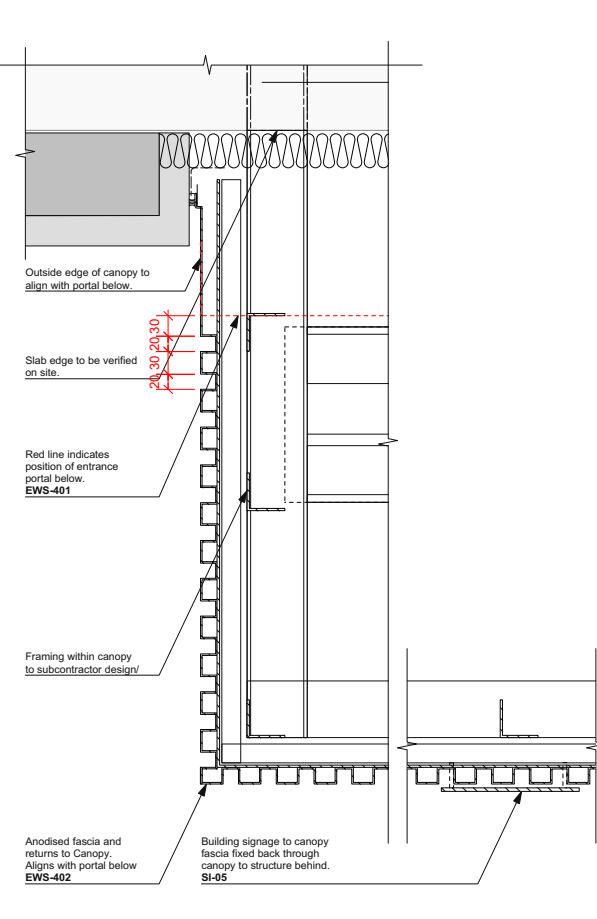 Outside edge of canopy to
align with portal below.
30
20
30
20
Slab edge to be verified
on site.
Red line indicates
position of entrance
portal below.
EWS-401
Framing within canopy
to subcontractor design/
Anodised fascia and
returns to Canopy.
Aligns with portal below
EWS-402
Building signage to canopy
fascia fixed back through
canopy to structure behind.
SI-05